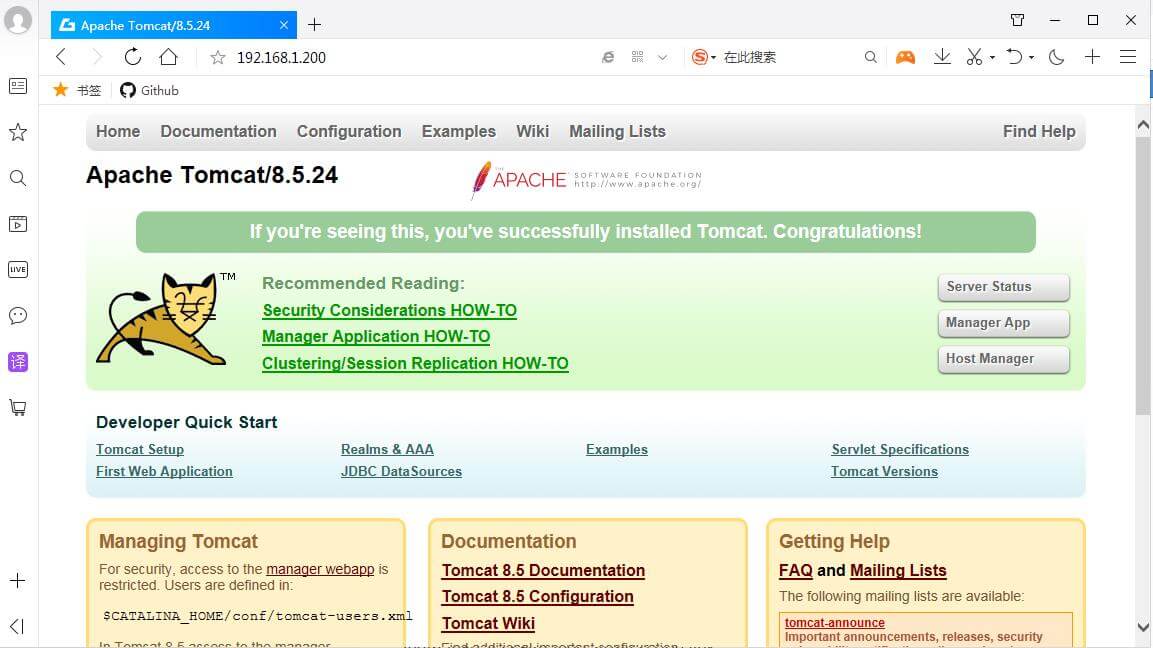 Apache Tomcat/8.5.24
192.168.1.200
在此搜索
书签 Github
LIVE
译
Home Documentation Configuration Examples Wiki Mailing Lists Find Help
Apache Tomcat/8.5.24
THE APACHE SOFTWARE FOUNDATION
http://www.apache.org/
If you're seeing this, you've successfully installed Tomcat. Congratulations!
TM
Recommended Reading:
Security Considerations HOW-TO
Manager Application HOW-TO
Clustering/Session Replication HOW-TO
Server Status
Manager App
Host Manager
Developer Quick Start
Tomcat Setup Realms & AAA Examples Servlet Specifications
First Web Application JDBC DataSources Tomcat Versions
Managing Tomcat
For security, access to the manager webapp is
restricted. Users are defined in:
$CATALINA_HOME/conf/tomcat-users.xml
In Tomcat 8.5 access to the manager
Documentation
Tomcat 8.5 Documentation
Tomcat 8.5 Configuration
Tomcat Wiki
Find additional important configuration
Getting Help
FAQ and Mailing Lists
The following mailing lists are available:
tomcat-announce
Important announcements, releases, security